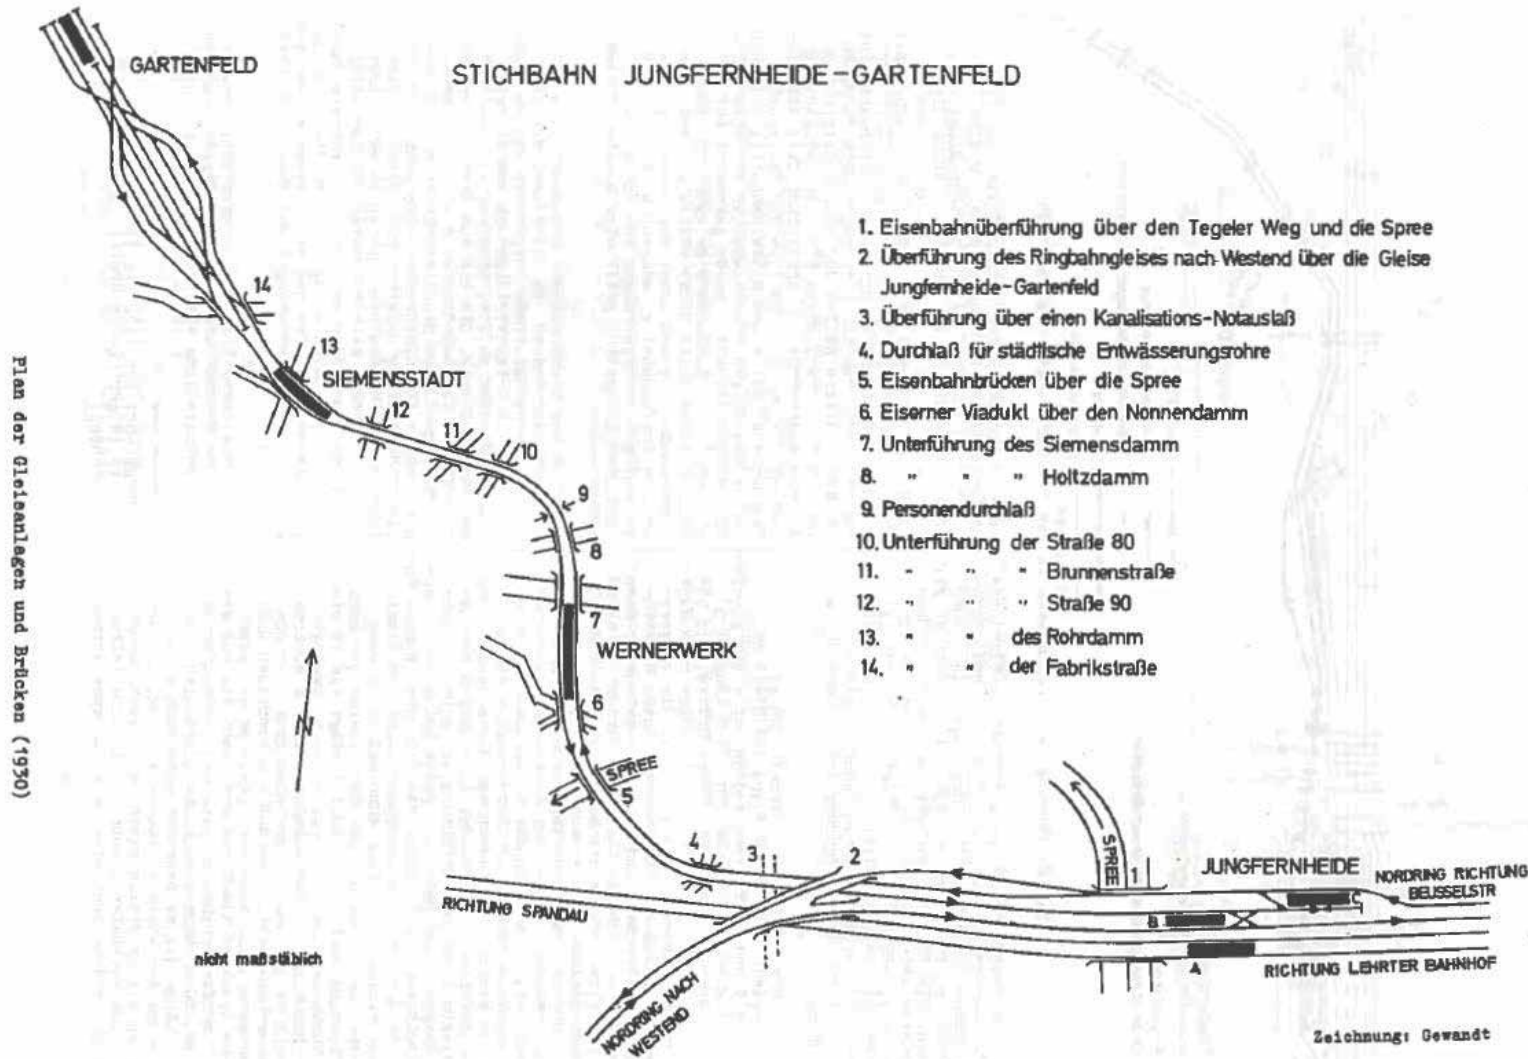 GARTENFELD
STICHBAHN JUNGFERNHEIDE-GARTENFELD
1. Eisenbahnüberführung über den Tegeler Weg und die Spree
2. Überführung des Ringbahngleises nach Westend über die Gleise
Jungfernheide-Gartenfeld
3. Überführung über einen Kanalisations-Notauslaß
4. Durchlaß für städtische Entwässerungsrohre
5. Eisenbahnbrücken über die Spree
6. Eiserner Viadukt über den Nonnendamm
7. Unterführung des Siemensdamm
8. " " " Holtzdamm
9. Personendurchlaß
10. Unterführung der Straße 80
11. " " " Brunnenstraße
12. " " " Straße 90
13. " " des Rohrdamm
14. " " der Fabrikstraße
14
13
SIEMENSSTADT
12
11
10
9
8
7
WERNERWERK
6
N
SPREE
5
4
3
2
SPREE
1
JUNGFERNHEIDE
NORDRING RICHTUNG
BEUSSELSTR
C
B
A
RICHTUNG SPANDAU
RICHTUNG LEHRTER BAHNHOF
NORDRING NACH
WESTEND
nicht maßstäblich
Plan der Gleisanlagen und Brücken (1930)
Zeichnung: Gewandt